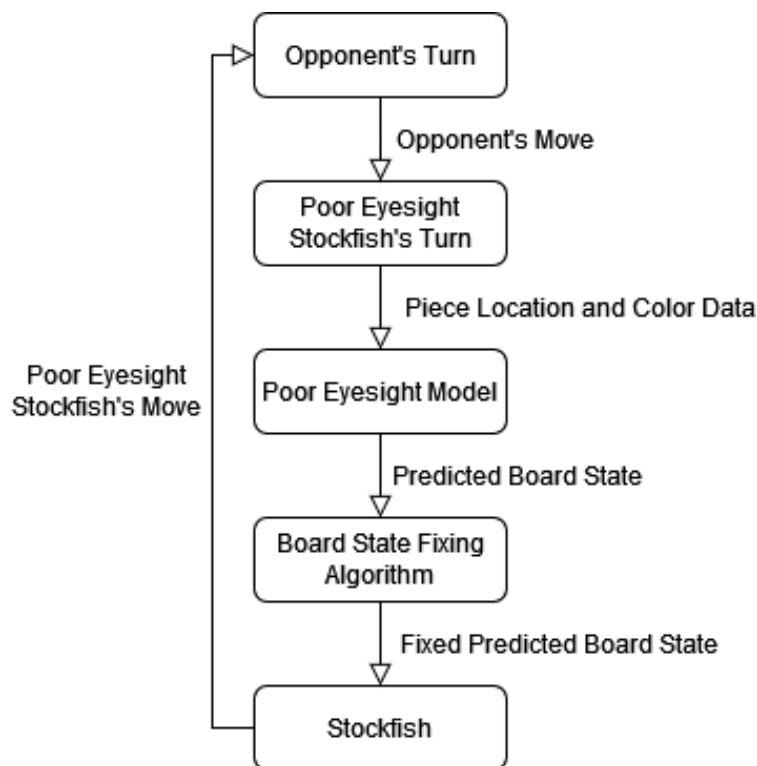 Opponent's Turn
Opponent's Move
Poor Eyesight
Stockfish's Turn
Piece Location and Color Data
Poor Eyesight
Stockfish's Move
Poor Eyesight Model
Predicted Board State
Board State Fixing
Algorithm
Fixed Predicted Board State
Stockfish